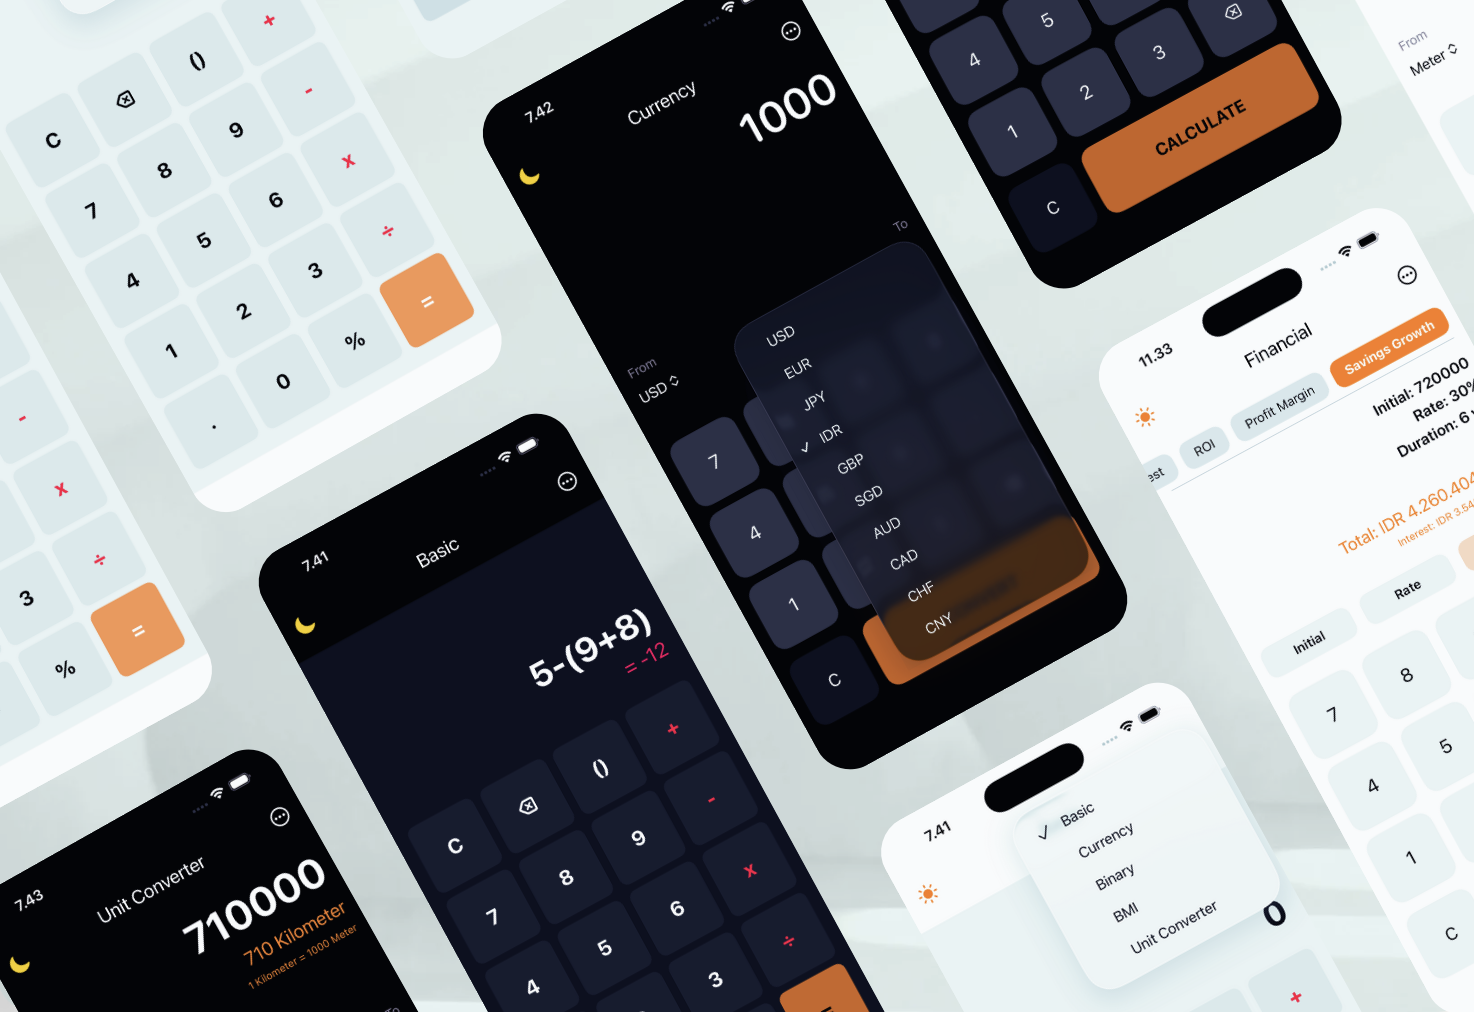 +
()
-
C
9
x
8
7
6
÷
5
4
3
=
2
1
%
0
.
-
x
÷
3
=
%
7.42
Currency
1000
To
From
USD
USD
EUR
JPY
✓ IDR
GBP
SGD
AUD
CAD
CHF
CNY
7
4
1
C
5
4
3
2
1
CALCULATE
C
From
Meter
11.33
Financial
ROI
Profit Margin
Savings Growth
Initial: 720000
Rate: 30%
Duration: 6
Total: IDR 4.260.404
Interest: IDR 3.54
Initial
Rate
7
8
4
5
1
C
7.41
Basic
5-(9+8)
= -12
+
()
-
C
9
x
8
7
6
÷
5
4
3
=
7.43
Unit Converter
710000
710 Kilometer
1 Kilometer = 1000 Meter
To
7.41
✓ Basic
Currency
Binary
BMI
Unit Converter
0
+